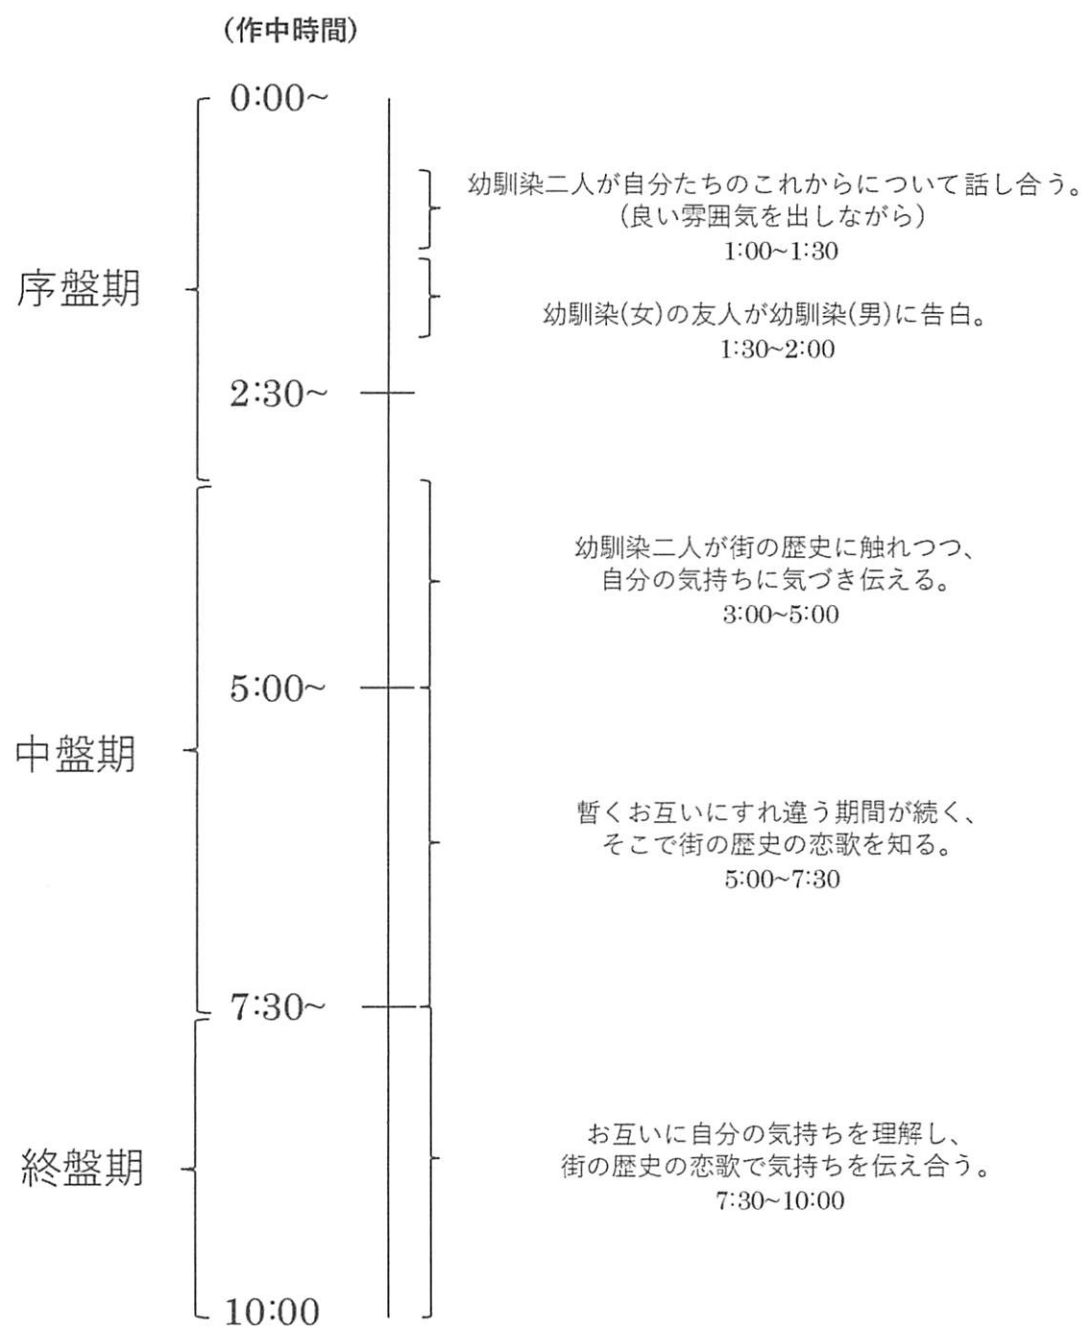 (作中時間)
0:00~
幼馴染二人が自分たちのこれからについて話し合う。
(良い雰囲気を出しながら)
1:00~1:30
序盤期
幼馴染(女)の友人が幼馴染(男)に告白。
1:30~2:00
2:30~
幼馴染二人が街の歴史に触れつつ、
自分の気持ちに気づき伝える。
3:00~5:00
5:00~
中盤期
暫くお互いにすれ違う期間が続く、
そこで街の歴史の恋歌を知る。
5:00~7:30
7:30~
お互いに自分の気持ちを理解し、
街の歴史の恋歌で気持ちを伝え合う。
7:30~10:00
終盤期
10:00